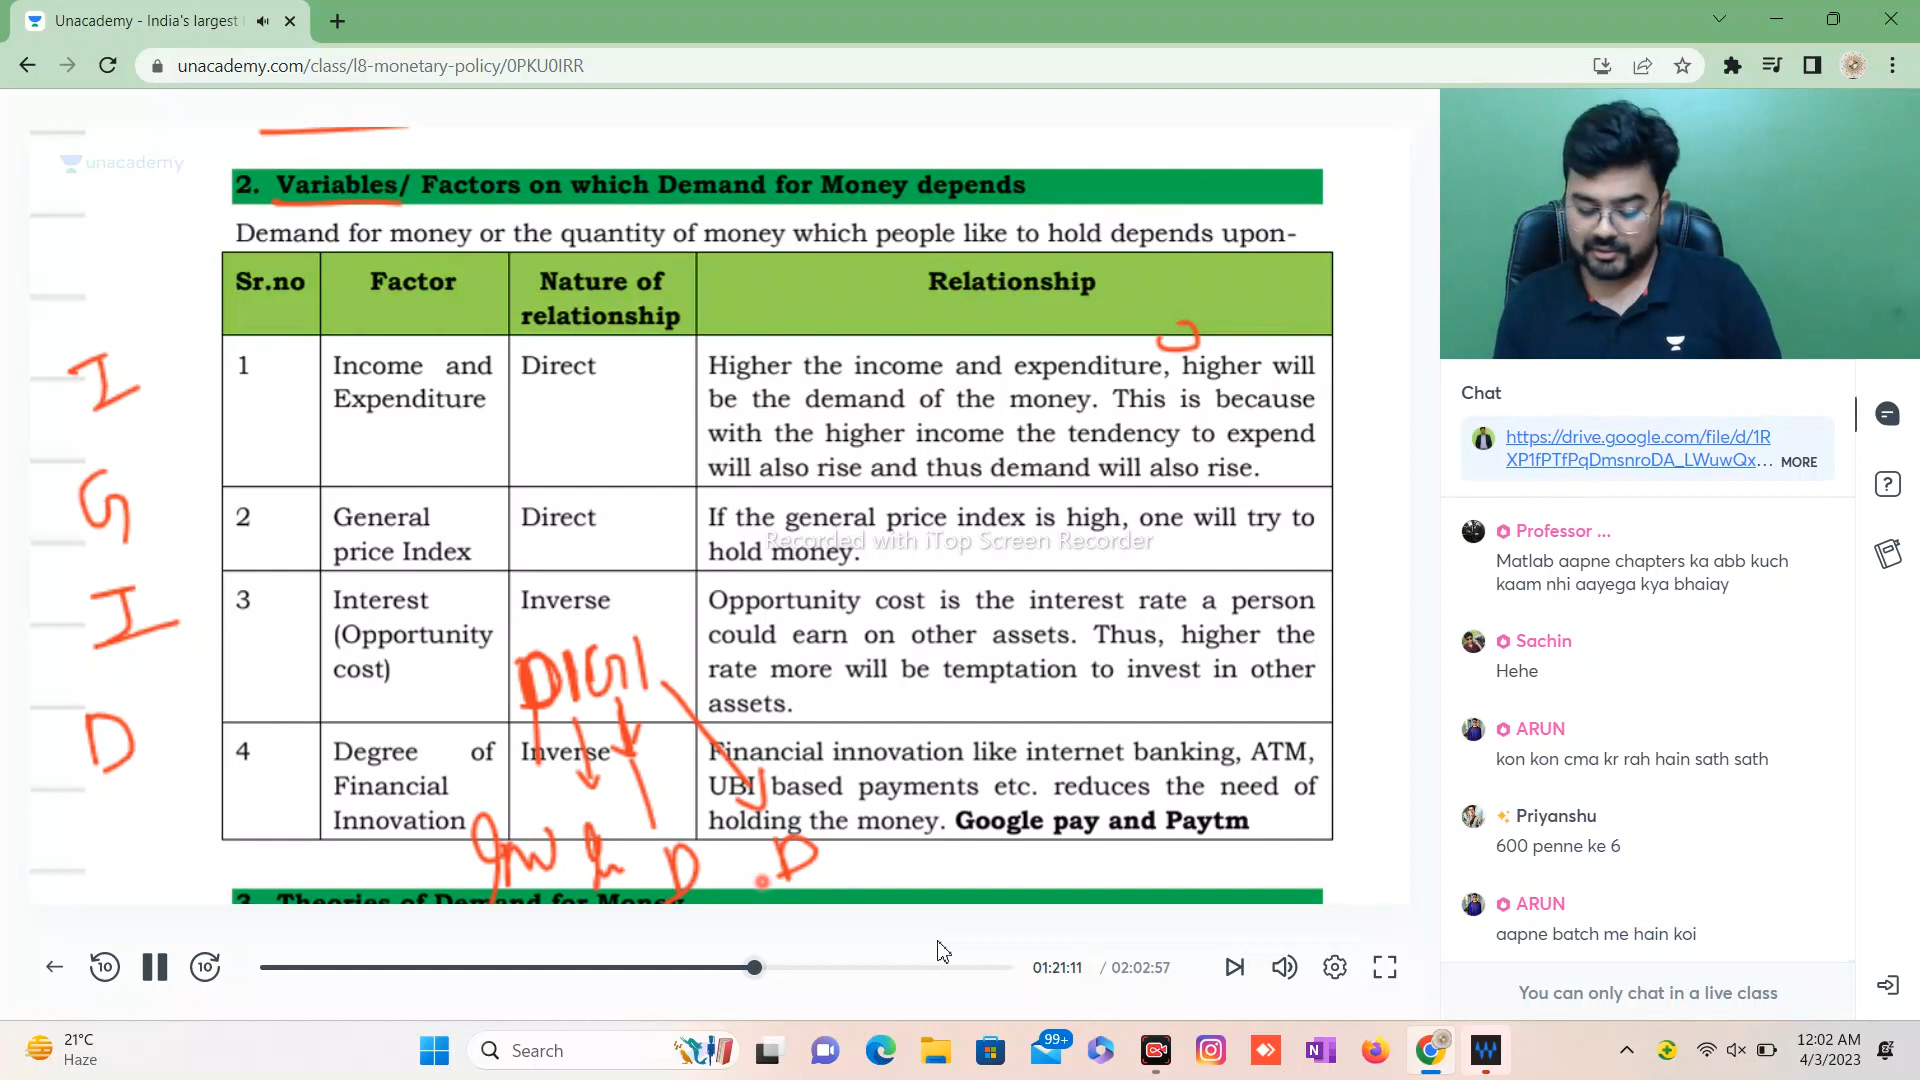 Unacademy - India's largest
unacademy.com/class/l8-monetary-policy/0PKU0IRR
unacademy
2. Variables/ Factors on which Demand for Money depends
Demand for money or the quantity of money which people like to hold depends upon-
Sr.no Factor Nature of relationship Relationship
1 Income and Expenditure Direct Higher the income and expenditure, higher will
be the demand of the money. This is because
with the higher income the tendency to expend
will also rise and thus demand will also rise.
2 General price Index Direct If the general price index is high, one will try to
hold money.
3 Interest (Opportunity cost) Inverse Opportunity cost is the interest rate a person
could earn on other assets. Thus, higher the
rate more will be temptation to invest in other
assets.
4 Degree of Financial Innovation Inverse Financial innovation like internet banking, ATM,
UBI based payments etc. reduces the need of
holding the money. Google pay and Paytm
3. Theories of Demand for Money
I
G
I
D
DIGI
D
D
Recorded with iTop Screen Recorder
10
10
01:21:11 / 02:02:57
Chat
https://drive.google.com/file/d/1R
XP1fPTfPqDmsnroDA_LWuwQx... MORE
Professor ...
Matlab aapne chapters ka abb kuch
kaam nhi aayega kya bhaiay
Sachin
Hehe
ARUN
kon kon cma kr rah hain sath sath
Priyanshu
600 penne ke 6
ARUN
aapne batch me hain koi
You can only chat in a live class
21°C
Haze
Search
99+
12:02 AM
4/3/2023